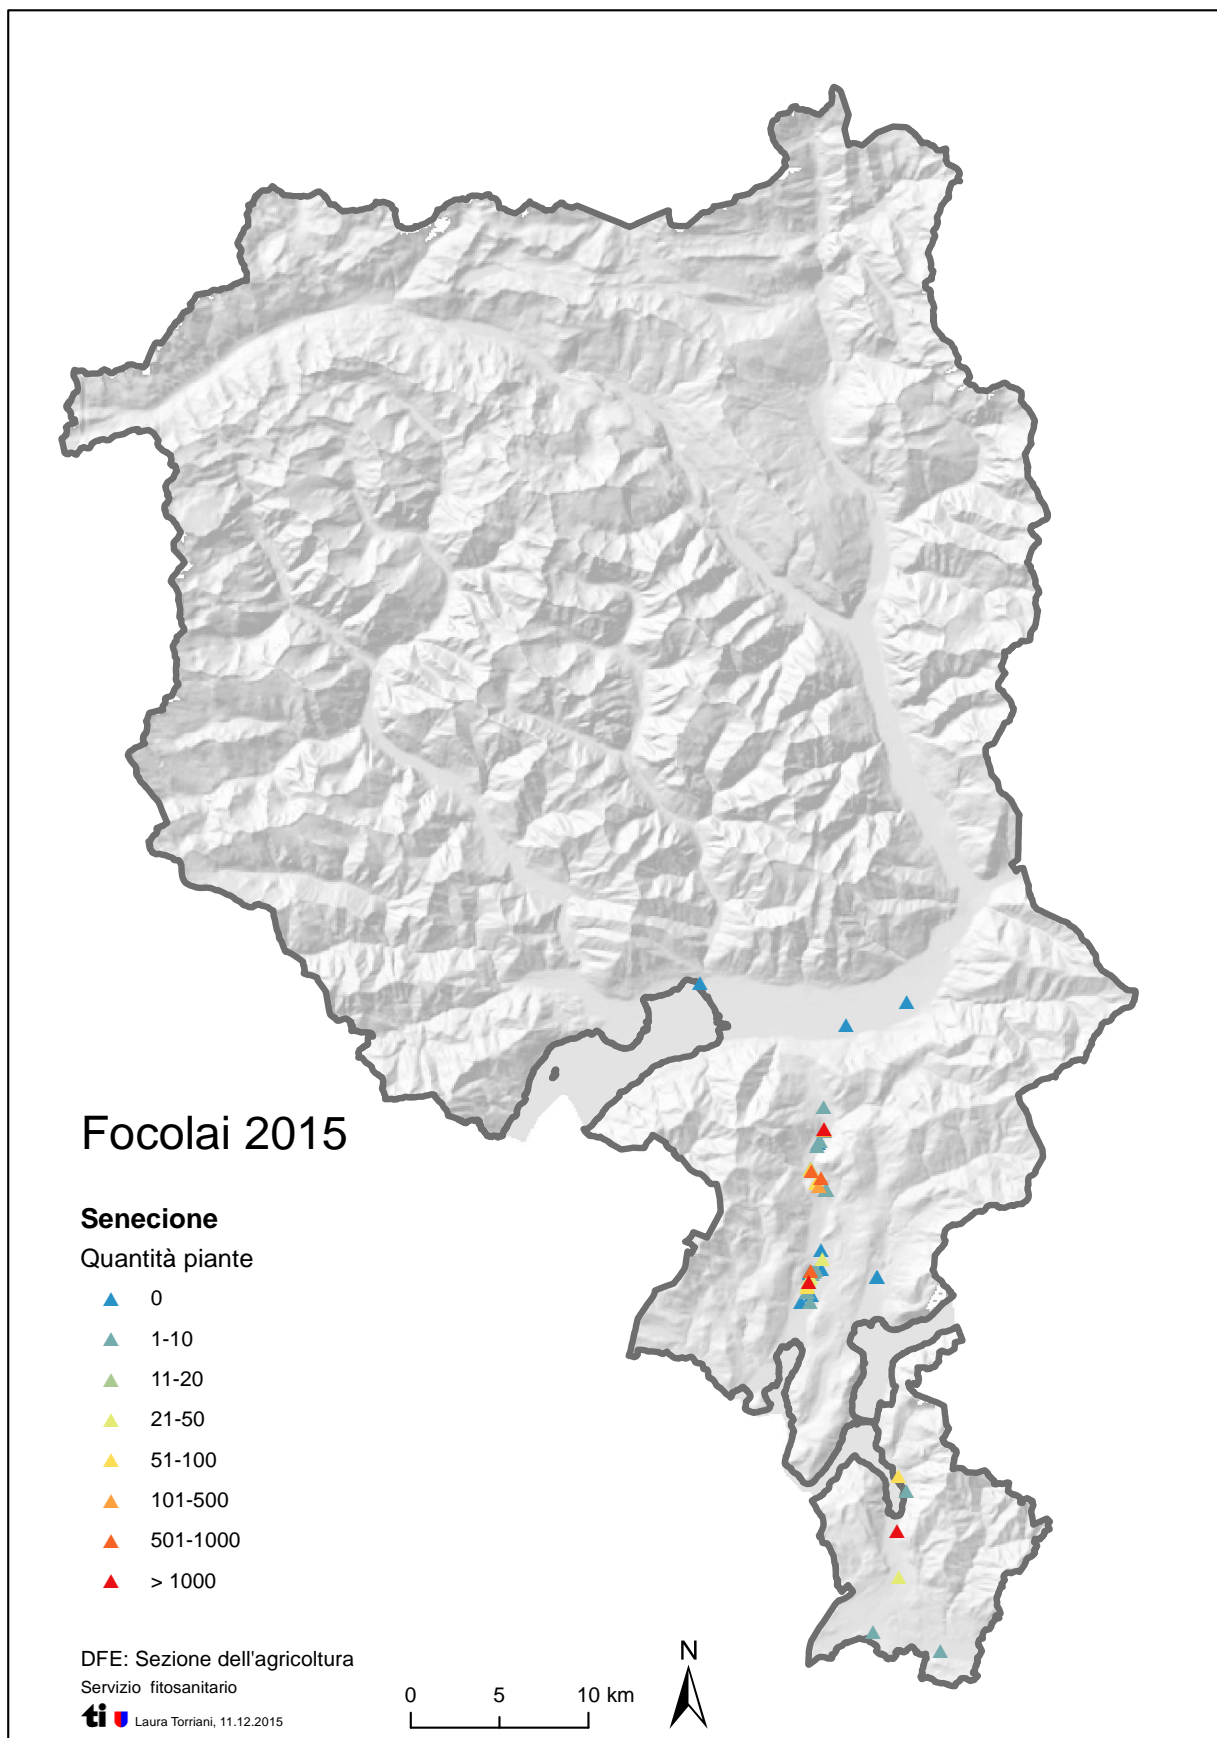 Focolai 2015
Senecione
Quantità piante
0
1-10
11-20
21-50
51-100
101-500
501-1000
> 1000
DFE: Sezione dell'agricoltura
Servizio fitosanitario
ti Laura Torriani, 11.12.2015
0 5 10 km
N